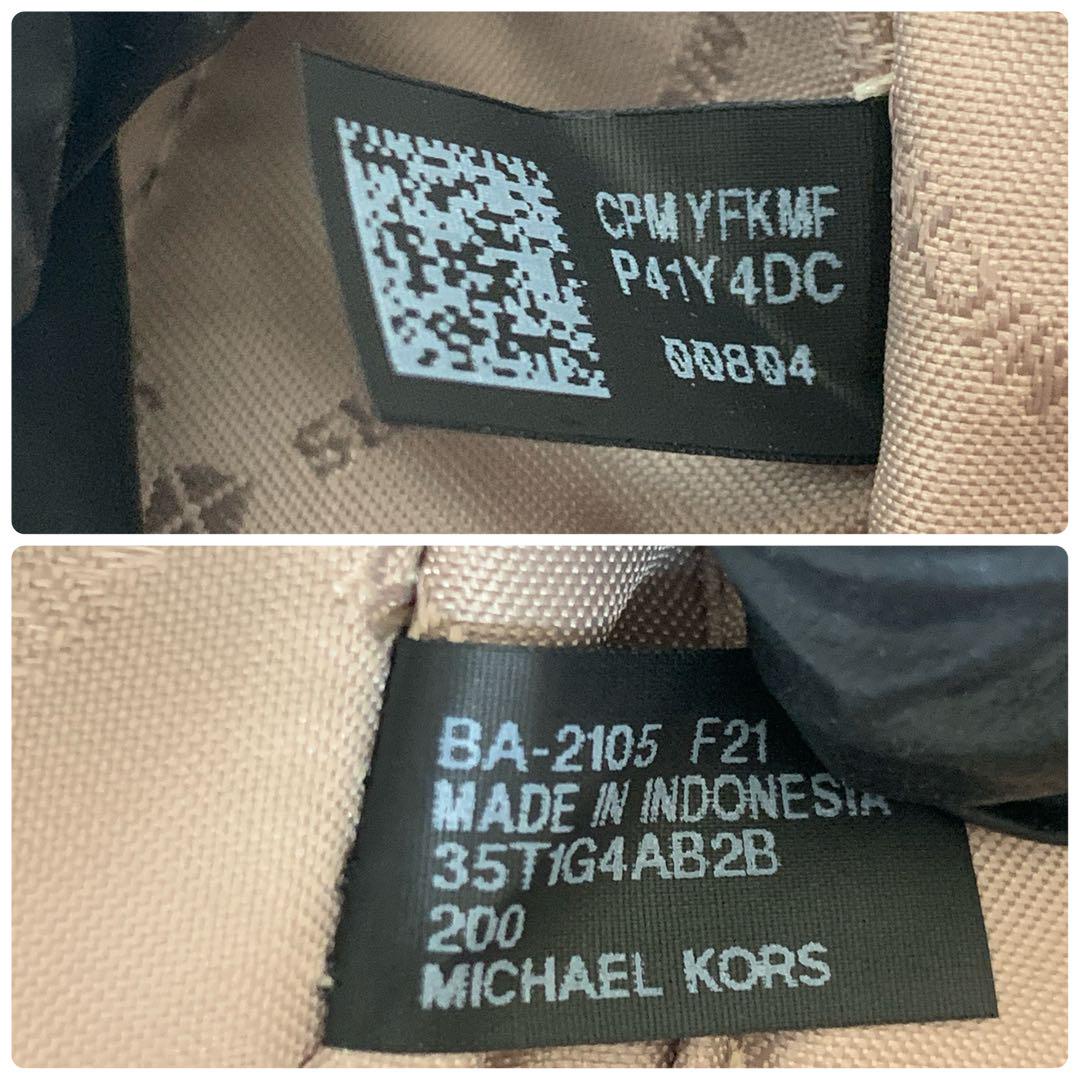 CPMYFKMF
P41Y4DC
00804
BA-2105 F21
MADE IN INDONESIA
35T1G4AB2B
200
MICHAEL KORS